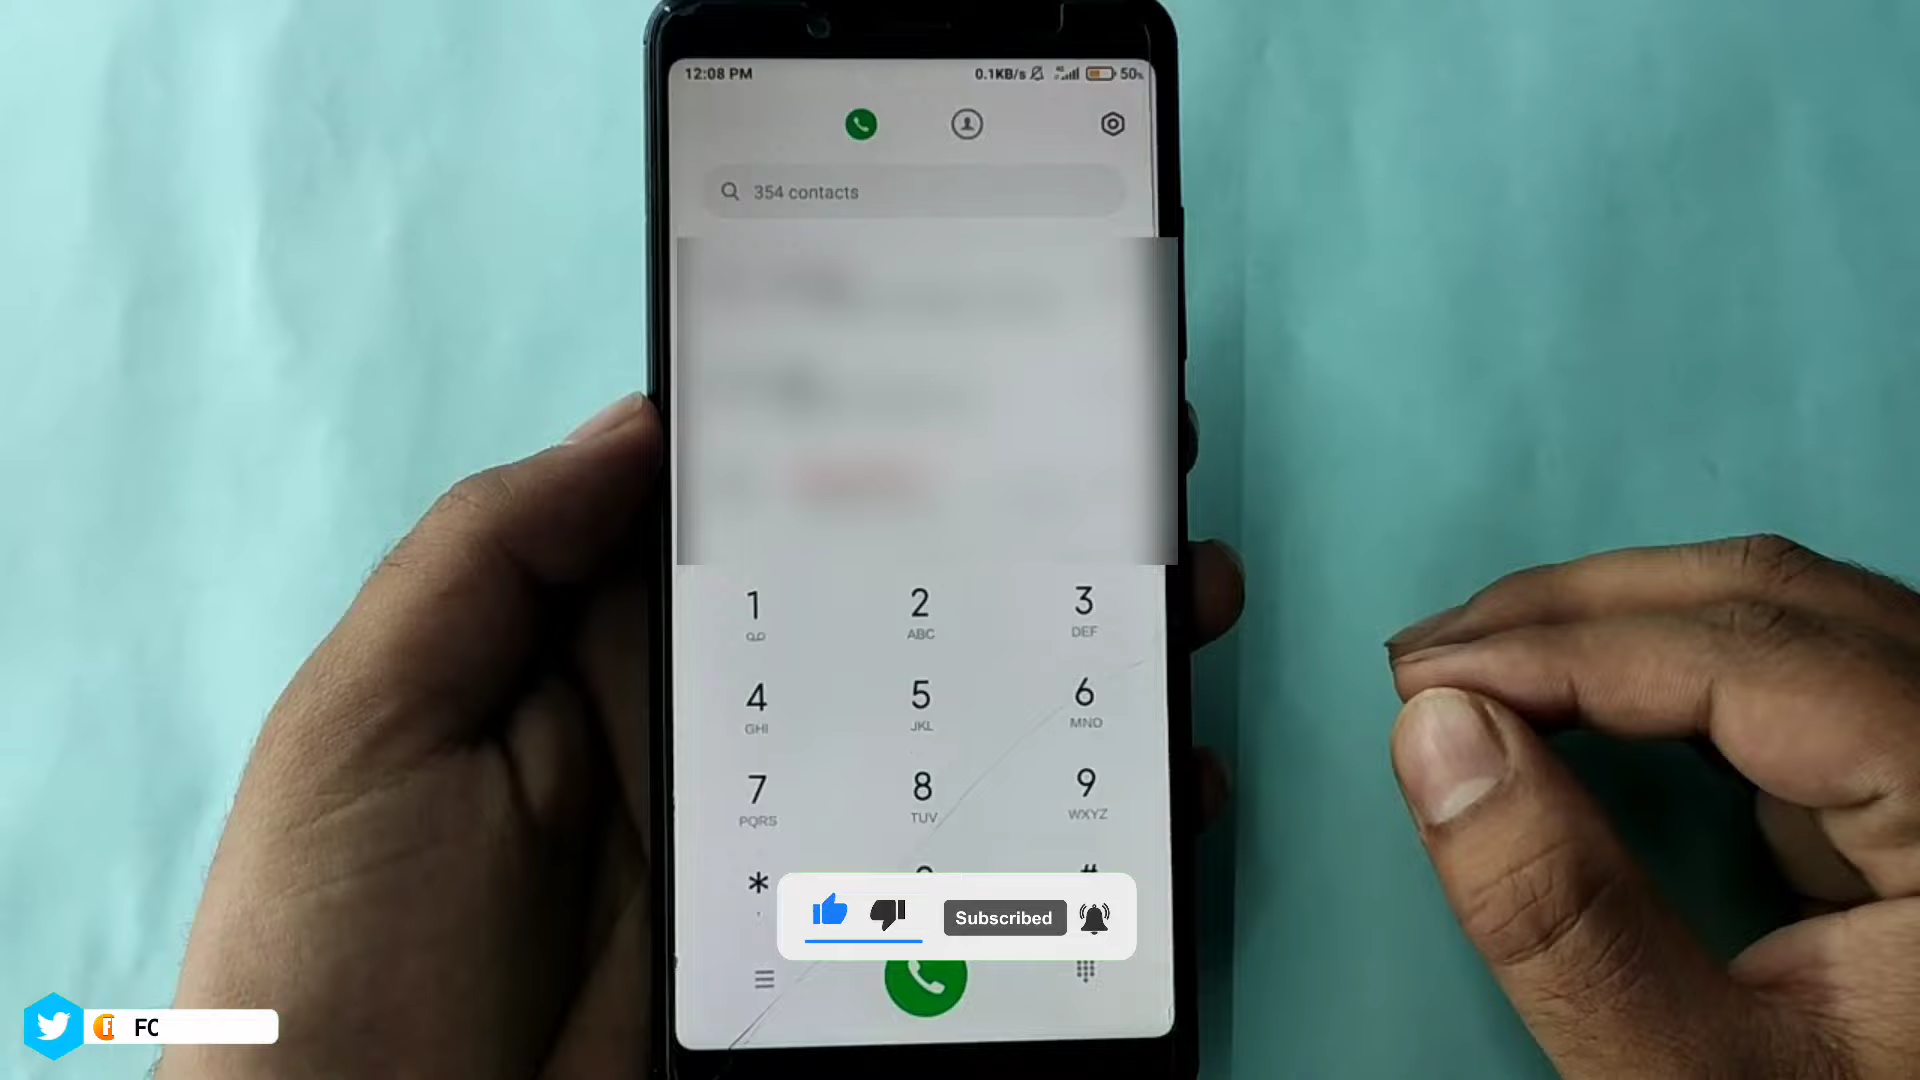 12:08 PM 0.1KB/s 4G 50%
354 contacts
1 2 3
ABC DEF
4 5 6
GHI JKL MNO
7 8 9
PQRS TUV WXYZ
* #
,
Subscribed
F FC